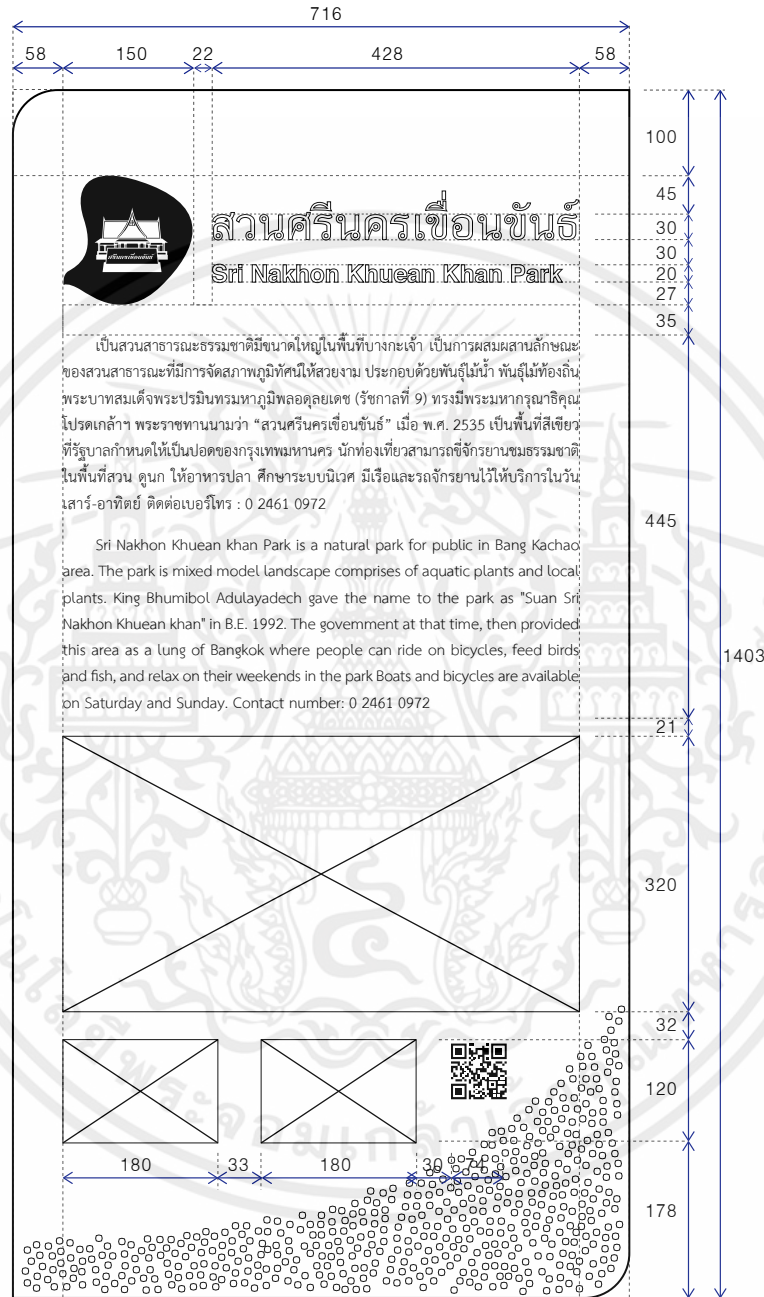 716
58 150 22 428 58
100
45
สวนศรีนครเขื่อนขันธ์
30
30
Sri Nakhon Khuean Khan Park
20
27
35
ศรีนครเขื่อนขันธ์
เป็นสวนสาธารณะธรรมชาติมีขนาดใหญ่ในพื้นที่บางกะเจ้า เป็นการผสมผสานลักษณะ
ของสวนสาธารณะที่มีการจัดสภาพภูมิทัศน์ให้สวยงาม ประกอบด้วยพันธุ์ไม้น้ำ พันธุ์ไม้ท้องถิ่น
พระบาทสมเด็จพระปรมินทรมหาภูมิพลอดุลยเดช (รัชกาลที่ 9) ทรงมีพระมหากรุณาธิคุณ
โปรดเกล้าฯ พระราชทานนามว่า “สวนศรีนครเขื่อนขันธ์” เมื่อ พ.ศ. 2535 เป็นพื้นที่สีเขียว
ที่รัฐบาลกำหนดให้เป็นปอดของกรุงเทพมหานคร นักท่องเที่ยวสามารถขี่จักรยานชมธรรมชาติ
ในพื้นที่สวน ดูนก ให้อาหารปลา ศึกษาระบบนิเวศ มีเรือและรถจักรยานไว้ให้บริการในวัน
เสาร์-อาทิตย์ ติดต่อเบอร์โทร : 0 2461 0972
445
Sri Nakhon Khuean khan Park is a natural park for public in Bang Kachao
area. The park is mixed model landscape comprises of aquatic plants and local
plants. King Bhumibol Adulayadech gave the name to the park as "Suan Sri
Nakhon Khuean khan" in B.E. 1992. The government at that time, then provided
this area as a lung of Bangkok where people can ride on bicycles, feed birds
and fish, and relax on their weekends in the park Boats and bicycles are available
on Saturday and Sunday. Contact number: 0 2461 0972
1403
21
320
32
120
180 33 180 30 74
178